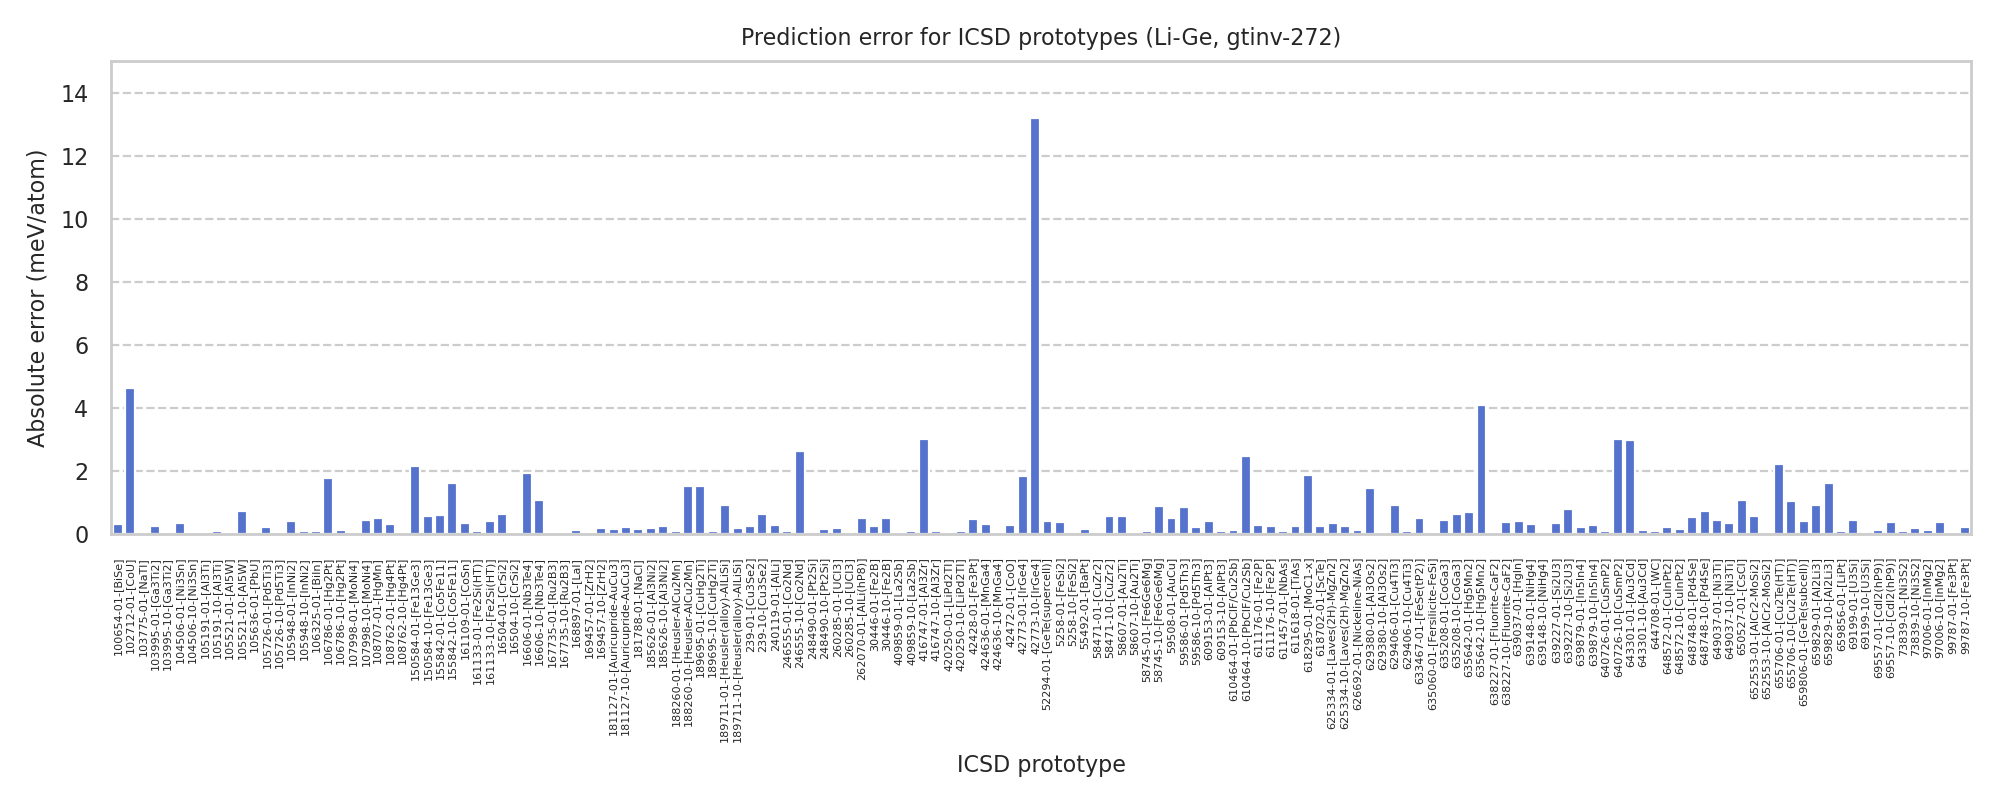 Prediction error for ICSD prototypes (Li-Ge, gtinv-272)
Absolute error (meV/atom)
14
12
10
8
6
4
2
0
100654-01-[BiSe]
102712-01-[CoU]
103775-01-[NaTl]
103995-01-[Ga3Ti2]
103995-10-[Ga3Ti2]
104506-01-[Ni3Sn]
104506-10-[Ni3Sn]
105191-01-[Al3Ti]
105191-10-[Al3Ti]
105521-01-[Al5W]
105521-10-[Al5W]
105636-01-[PbU]
105726-01-[Pd5Ti3]
105726-10-[Pd5Ti3]
105948-01-[InNi2]
105948-10-[InNi2]
106325-01-[BiIn]
106786-01-[Hg2Pt]
106786-10-[Hg2Pt]
107998-01-[MoNi4]
107998-10-[MoNi4]
108707-01-[HgMn]
108762-01-[Hg4Pt]
108762-10-[Hg4Pt]
150584-01-[Fe13Ge3]
150584-10-[Fe13Ge3]
155842-01-[Co5Fe11]
155842-10-[Co5Fe11]
161109-01-[CoSn]
161133-01-[Fe2Si(HT)]
161133-10-[Fe2Si(HT)]
16504-01-[CrSi2]
16504-10-[CrSi2]
16606-01-[Nb3Te4]
16606-10-[Nb3Te4]
167735-01-[Ru2B3]
167735-10-[Ru2B3]
168897-01-[LaI]
169457-01-[ZrH2]
169457-10-[ZrH2]
181127-01-[Auricupride-AuCu3]
181127-10-[Auricupride-AuCu3]
181788-01-[NaCl]
185626-01-[Al3Ni2]
185626-10-[Al3Ni2]
188260-01-[Heusler-AlCu2Mn]
188260-10-[Heusler-AlCu2Mn]
189695-01-[CuHg2Ti]
189695-10-[CuHg2Ti]
189711-01-[Heusler(alloy)-AlLiSi]
189711-10-[Heusler(alloy)-AlLiSi]
239-01-[Cu3Se2]
239-10-[Cu3Se2]
240119-01-[AlLi]
246555-01-[Co2Nd]
246555-10-[Co2Nd]
248490-01-[Pt2Si]
248490-10-[Pt2Si]
260285-01-[UCl3]
260285-10-[UCl3]
262070-01-[AlLi(hP8)]
30446-01-[Fe2B]
30446-10-[Fe2B]
409859-01-[La2Sb]
409859-10-[La2Sb]
416747-01-[Al3Zr]
416747-10-[Al3Zr]
420250-01-[LiPd2Tl]
420250-10-[LiPd2Tl]
42428-01-[Fe3Pt]
424636-01-[MnGa4]
424636-10-[MnGa4]
42472-01-[CoO]
42773-01-[IrGe4]
42773-10-[IrGe4]
52294-01-[GeTe(supercell)]
5258-01-[FeSi2]
5258-10-[FeSi2]
55492-01-[BaPt]
58471-01-[CuZr2]
58471-10-[CuZr2]
58607-01-[Au2Ti]
58607-10-[Au2Ti]
58745-01-[Fe6Ge6Mg]
58745-10-[Fe6Ge6Mg]
59508-01-[AuCu]
59586-01-[Pd5Th3]
59586-10-[Pd5Th3]
609153-01-[AlPt3]
609153-10-[AlPt3]
610464-01-[PbClF/Cu2Sb]
610464-10-[PbClF/Cu2Sb]
611176-01-[Fe2P]
611176-10-[Fe2P]
611457-01-[NbAs]
611618-01-[TiAs]
618295-01-[MoC1-x]
618702-01-[ScTe]
625334-01-[Laves(2H)-MgZn2]
625334-10-[Laves(2H)-MgZn2]
626692-01-[Nickeline-NiAs]
629380-01-[Al3Os2]
629380-10-[Al3Os2]
629406-01-[Cu4Ti3]
629406-10-[Cu4Ti3]
633467-01-[FeSe(tP2)]
635060-01-[Fersilicite-FeSi]
635208-01-[CoGa3]
635208-10-[CoGa3]
635642-01-[Hg5Mn2]
635642-10-[Hg5Mn2]
638227-01-[Fluorite-CaF2]
638227-10-[Fluorite-CaF2]
639037-01-[HgIn]
639148-01-[NiHg4]
639148-10-[NiHg4]
639227-01-[Si2U3]
639227-10-[Si2U3]
639879-01-[In5In4]
639879-10-[In5In4]
640726-01-[CuSmP2]
640726-10-[CuSmP2]
643301-01-[Au3Cd]
643301-10-[Au3Cd]
644708-01-[WC]
648572-01-[CuInPt2]
648572-10-[CuInPt2]
648748-01-[Pd4Se]
648748-10-[Pd4Se]
649037-01-[Ni3Ti]
649037-10-[Ni3Ti]
650527-01-[CsCl]
652553-01-[AlCr2-MoSi2]
652553-10-[AlCr2-MoSi2]
655706-01-[Cu2Te(HT)]
655706-10-[Cu2Te(HT)]
659806-01-[GeTe(subcell)]
659829-01-[Al2Li3]
659829-10-[Al2Li3]
659856-01-[LiPt]
69199-01-[U3Si]
69199-10-[U3Si]
69557-01-[CdI2(hP9)]
69557-10-[CdI2(hP9)]
73839-01-[Ni3S2]
73839-10-[Ni3S2]
97006-01-[InMg2]
97006-10-[InMg2]
99787-01-[Fe3Pt]
99787-10-[Fe3Pt]
ICSD prototype